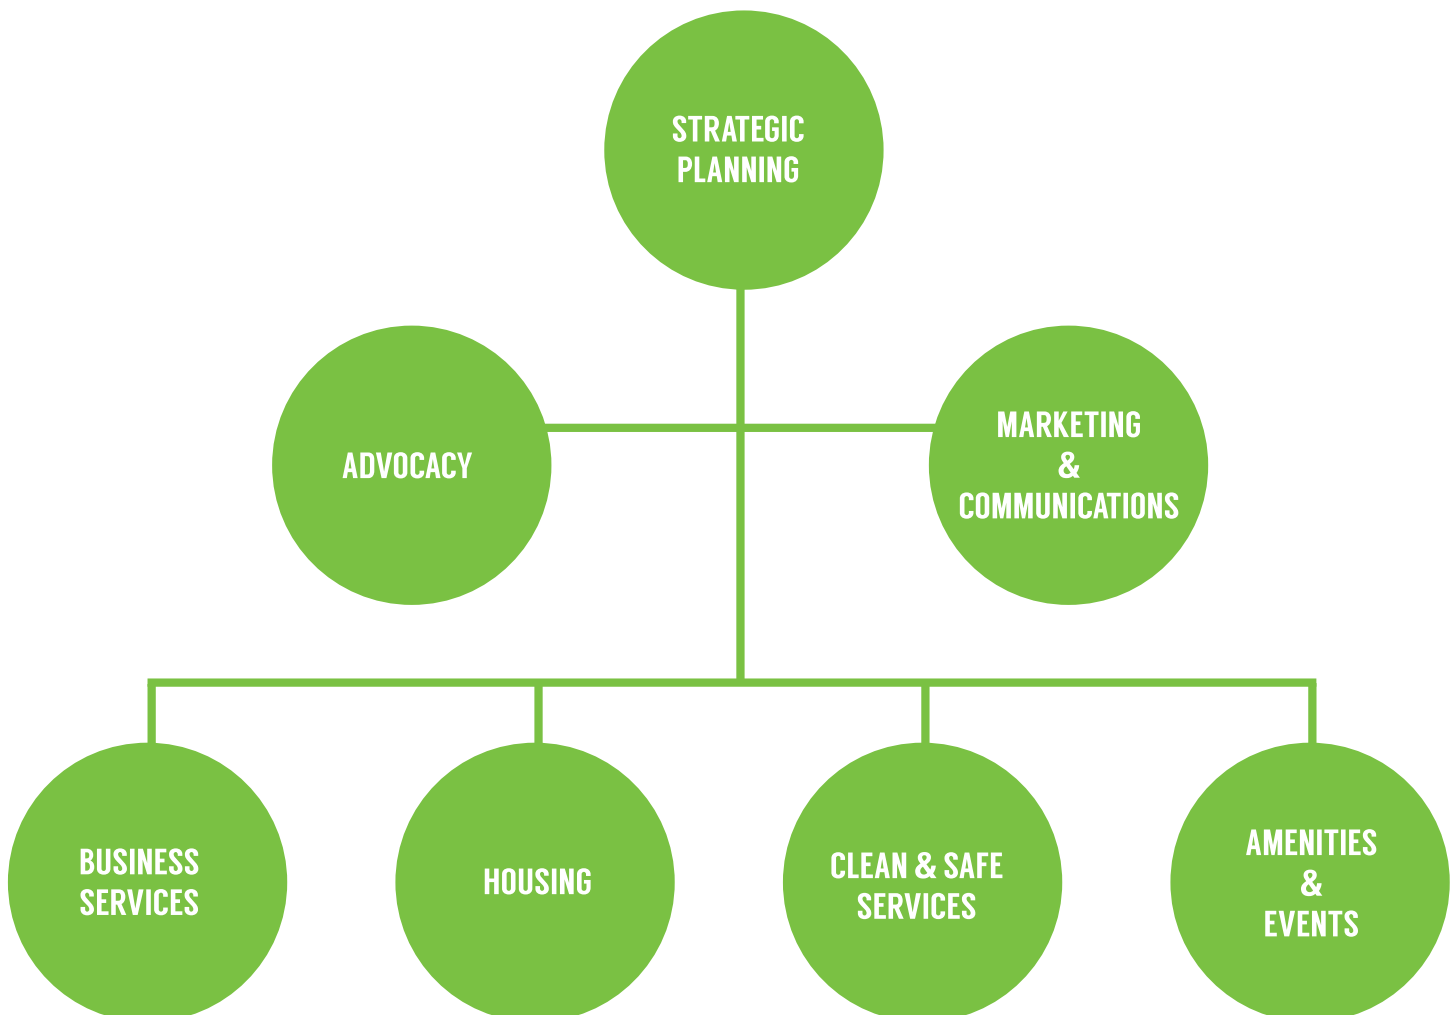 STRATEGIC
PLANNING
ADVOCACY
MARKETING
&
COMMUNICATIONS
BUSINESS
SERVICES
HOUSING
CLEAN & SAFE
SERVICES
AMENITIES
&
EVENTS